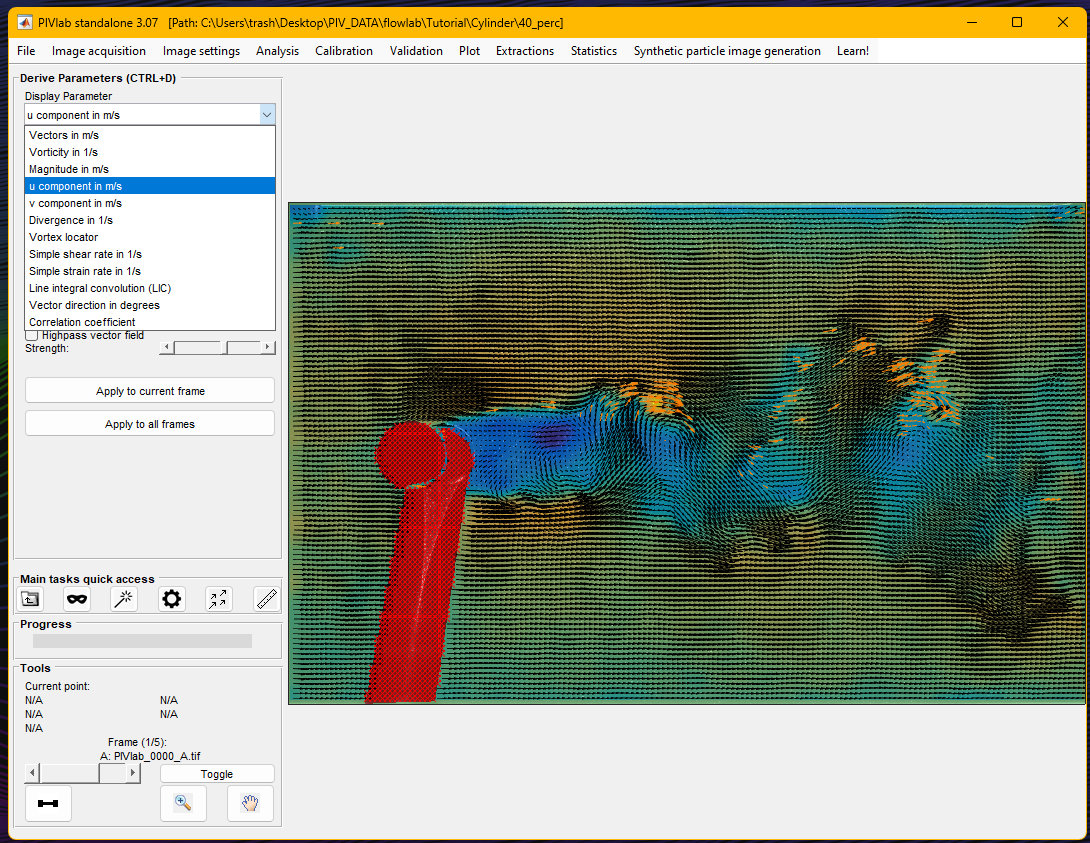 PIVlab standalone 3.07 [Path: C:\Users\trash\Desktop\PIV_DATA\flowlab\Tutorial\Cylinder\40_perc]
File Image acquisition Image settings Analysis Calibration Validation Plot Extractions Statistics Synthetic particle image generation Learn!
Derive Parameters (CTRL+D)
Display Parameter
u component in m/s
Vectors in m/s
Vorticity in 1/s
Magnitude in m/s
u component in m/s
v component in m/s
Divergence in 1/s
Vortex locator
Simple shear rate in 1/s
Simple strain rate in 1/s
Line integral convolution (LIC)
Vector direction in degrees
Correlation coefficient
Highpass vector field
Strength:
Apply to current frame
Apply to all frames
Main tasks quick access
Progress
Tools
Current point:
N/A N/A
N/A N/A
N/A
Frame (1/5):
A: PIVlab_0000_A.tif
Toggle